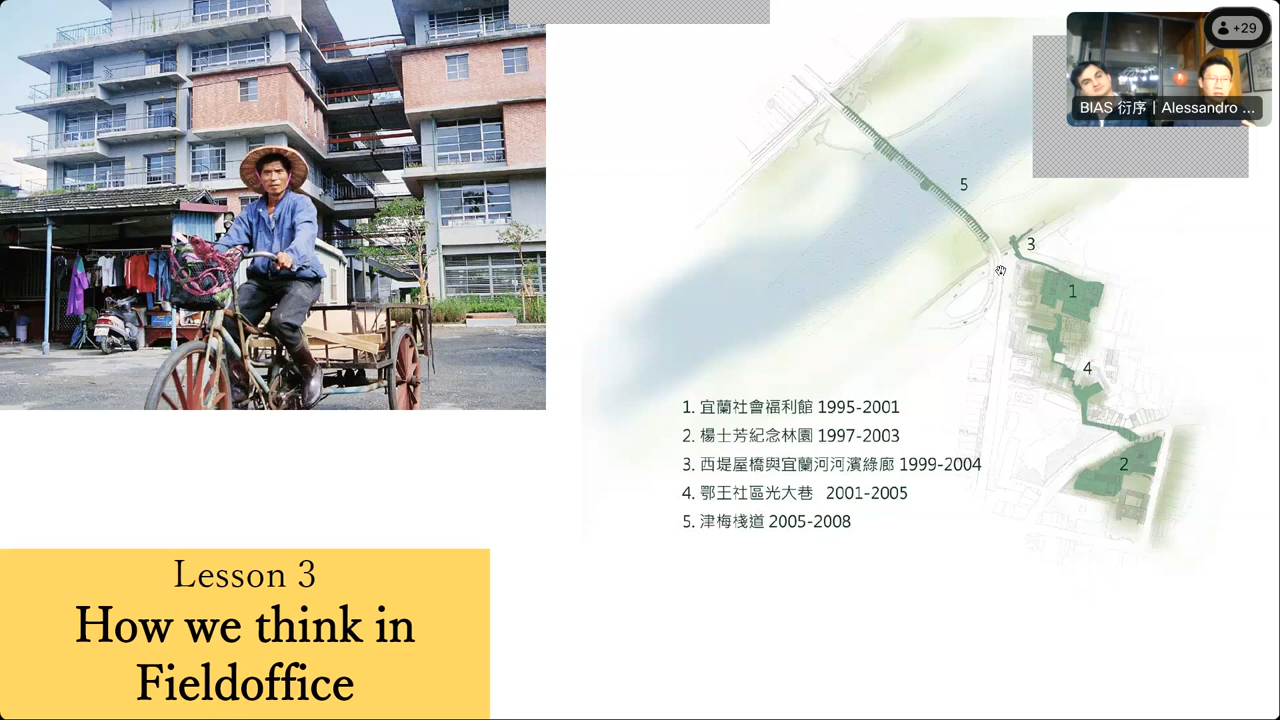 +29
BIAS 衍序 | Alessandro ...
5
3
1
4
2
1. 宜蘭社會福利館 1995-2001
2. 楊士芳紀念林園 1997-2003
3. 西堤屋橋與宜蘭河河濱綠廊 1999-2004
4. 鄂王社區光大巷 2001-2005
5. 津梅棧道 2005-2008
Lesson 3
How we think in
Fieldoffice